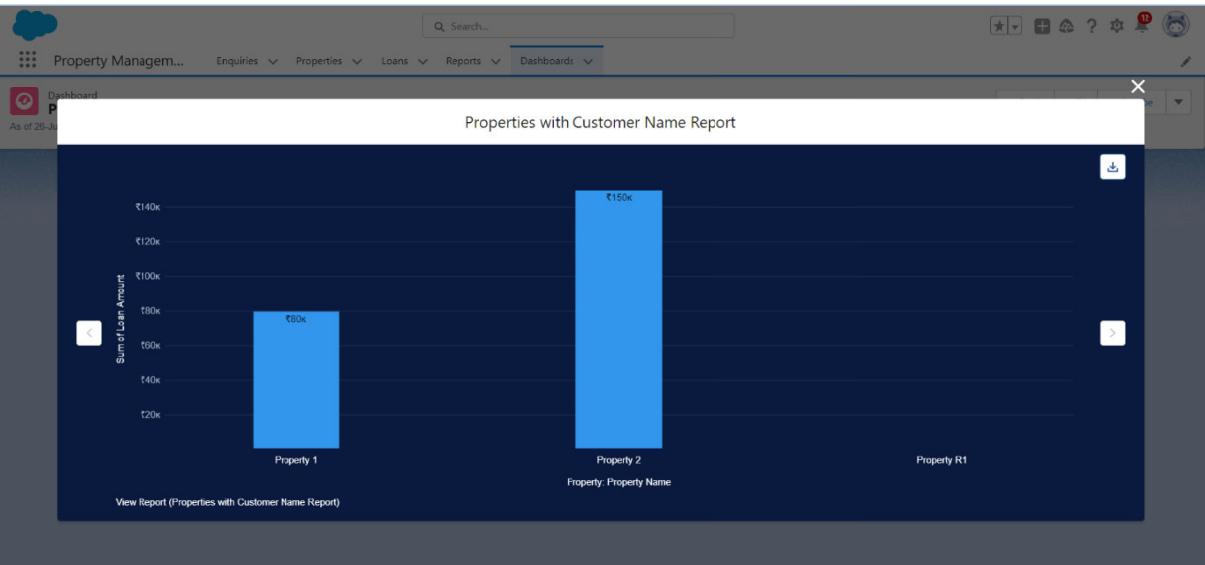 Search...
12
Property Managem...
Enquiries
Properties
Loans
Reports
Dashboards
Dashboard
P
As of 26-Ju
ue
Properties with Customer Name Report
₹140K
₹120K
₹100K
₹80K
₹60K
₹40K
₹20K
Sum of Loan Amount
₹80K
₹150K
Property 1
Property 2
Property R1
Property: Property Name
View Report (Properties with Customer Name Report)